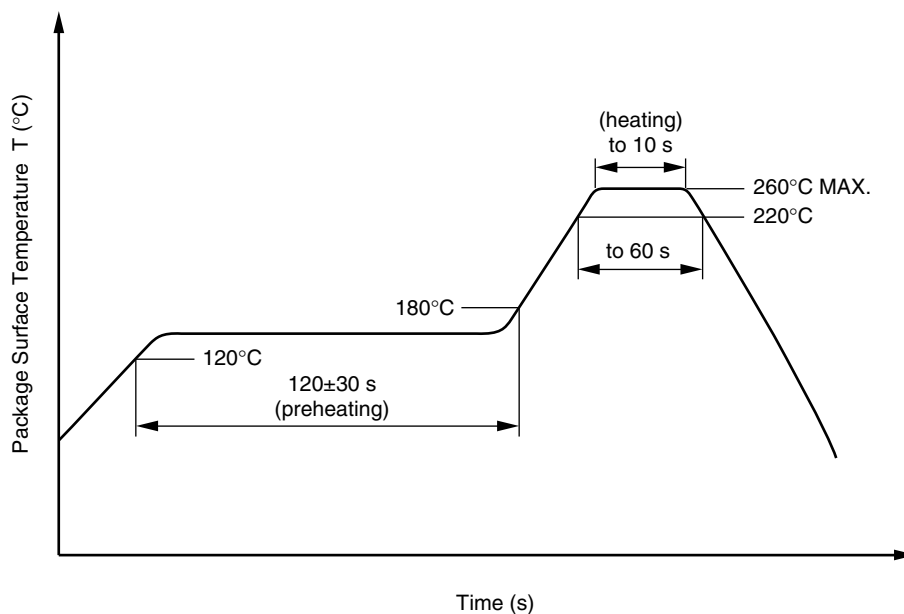 Package Surface Temperature T (°C)
(heating)
to 10 s
260°C MAX.
220°C
to 60 s
180°C
120°C
120±30 s
(preheating)
Time (s)